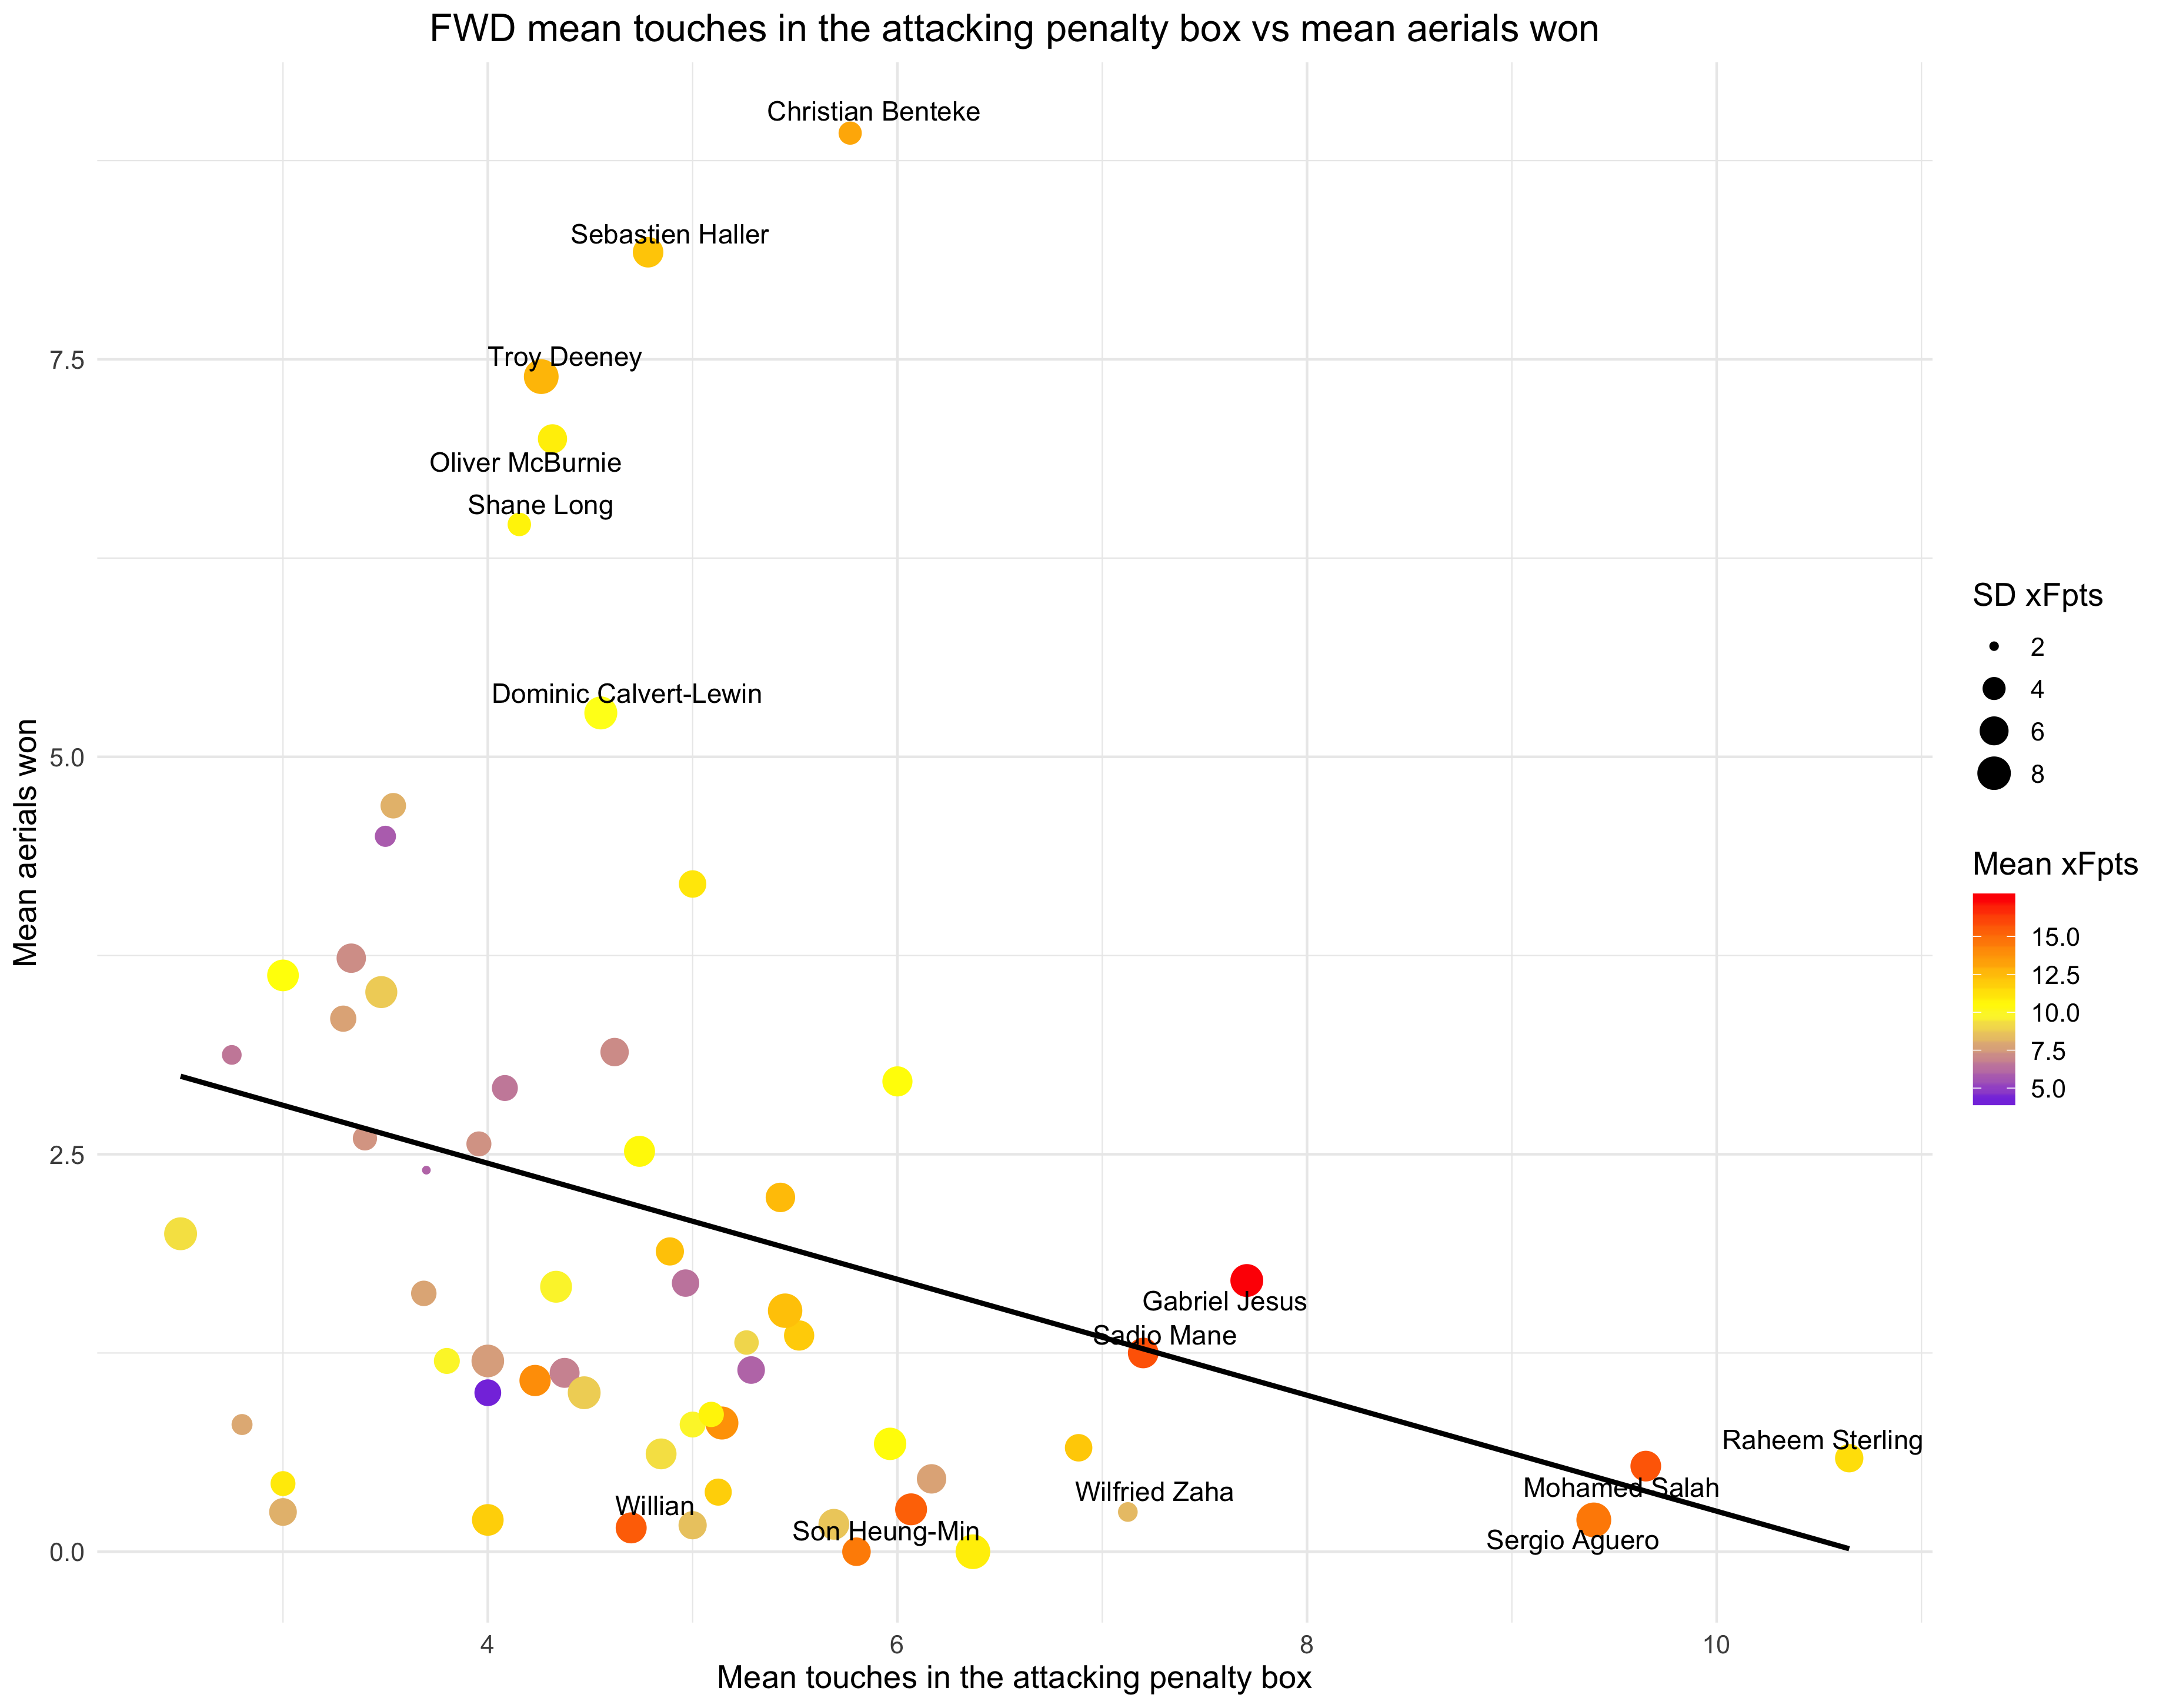 FWD mean touches in the attacking penalty box vs mean aerials won
Christian Benteke
Sebastien Haller
Troy Deeney
Oliver McBurnie
Shane Long
Dominic Calvert-Lewin
Gabriel Jesus
Sadio Mane
Raheem Sterling
Mohamed Salah
Wilfried Zaha
Willian
Son Heung-Min
Sergio Aguero
Mean aerials won
7.5
5.0
2.5
0.0
4
6
8
10
Mean touches in the attacking penalty box
SD xFpts
2
4
6
8
Mean xFpts
15.0
12.5
10.0
7.5
5.0